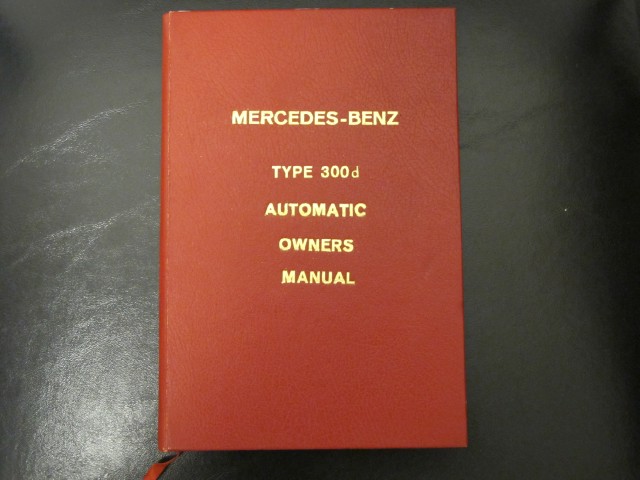 MERCEDES-BENZ
TYPE 300d
AUTOMATIC
OWNERS
MANUAL